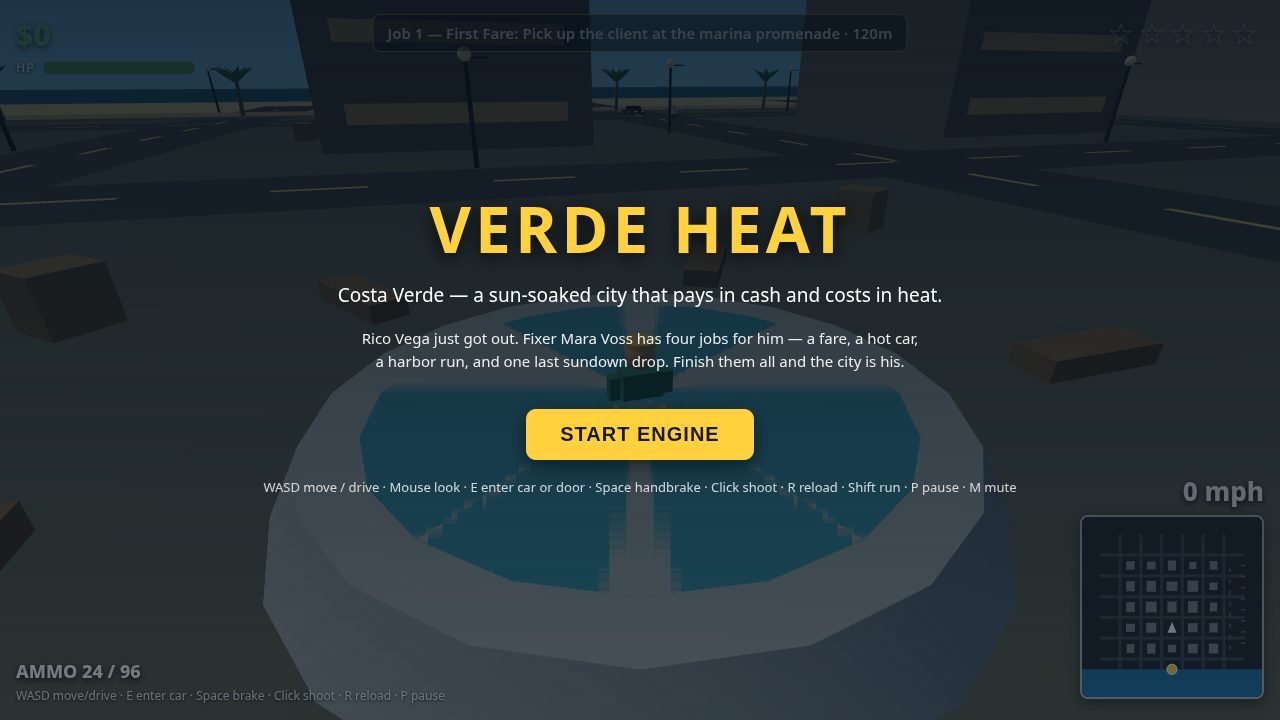 $0
HP
Job 1 — First Fare: Pick up the client at the marina promenade · 120m
VERDE HEAT
Costa Verde — a sun-soaked city that pays in cash and costs in heat.
Rico Vega just got out. Fixer Mara Voss has four jobs for him — a fare, a hot car,
a harbor run, and one last sundown drop. Finish them all and the city is his.
START ENGINE
WASD move / drive · Mouse look · E enter car or door · Space handbrake · Click shoot · R reload · Shift run · P pause · M mute
0 mph
AMMO 24 / 96
WASD move/drive · E enter car · Space brake · Click shoot · R reload · P pause